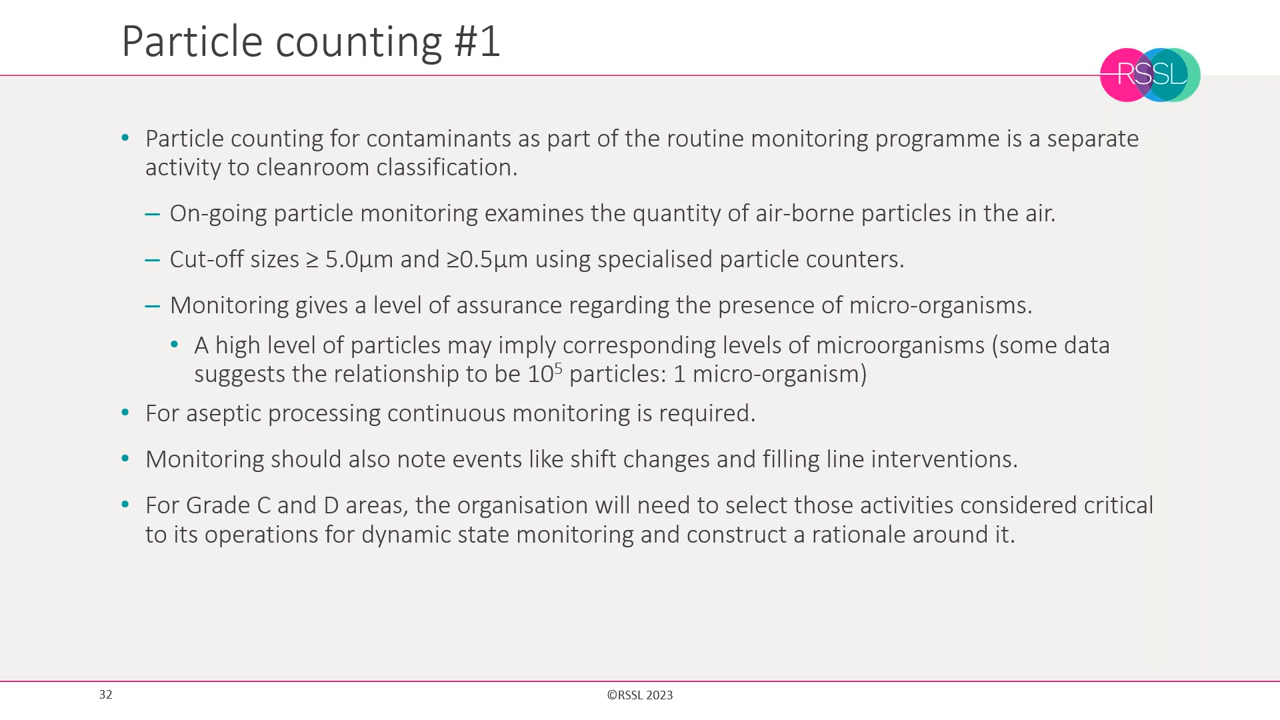 Particle counting #1
RSSL
• Particle counting for contaminants as part of the routine monitoring programme is a separate
activity to cleanroom classification.
– On-going particle monitoring examines the quantity of air-borne particles in the air.
– Cut-off sizes ≥ 5.0µm and ≥0.5µm using specialised particle counters.
– Monitoring gives a level of assurance regarding the presence of micro-organisms.
• A high level of particles may imply corresponding levels of microorganisms (some data
suggests the relationship to be 10⁵ particles: 1 micro-organism)
• For aseptic processing continuous monitoring is required.
• Monitoring should also note events like shift changes and filling line interventions.
• For Grade C and D areas, the organisation will need to select those activities considered critical
to its operations for dynamic state monitoring and construct a rationale around it.
32
©RSSL 2023